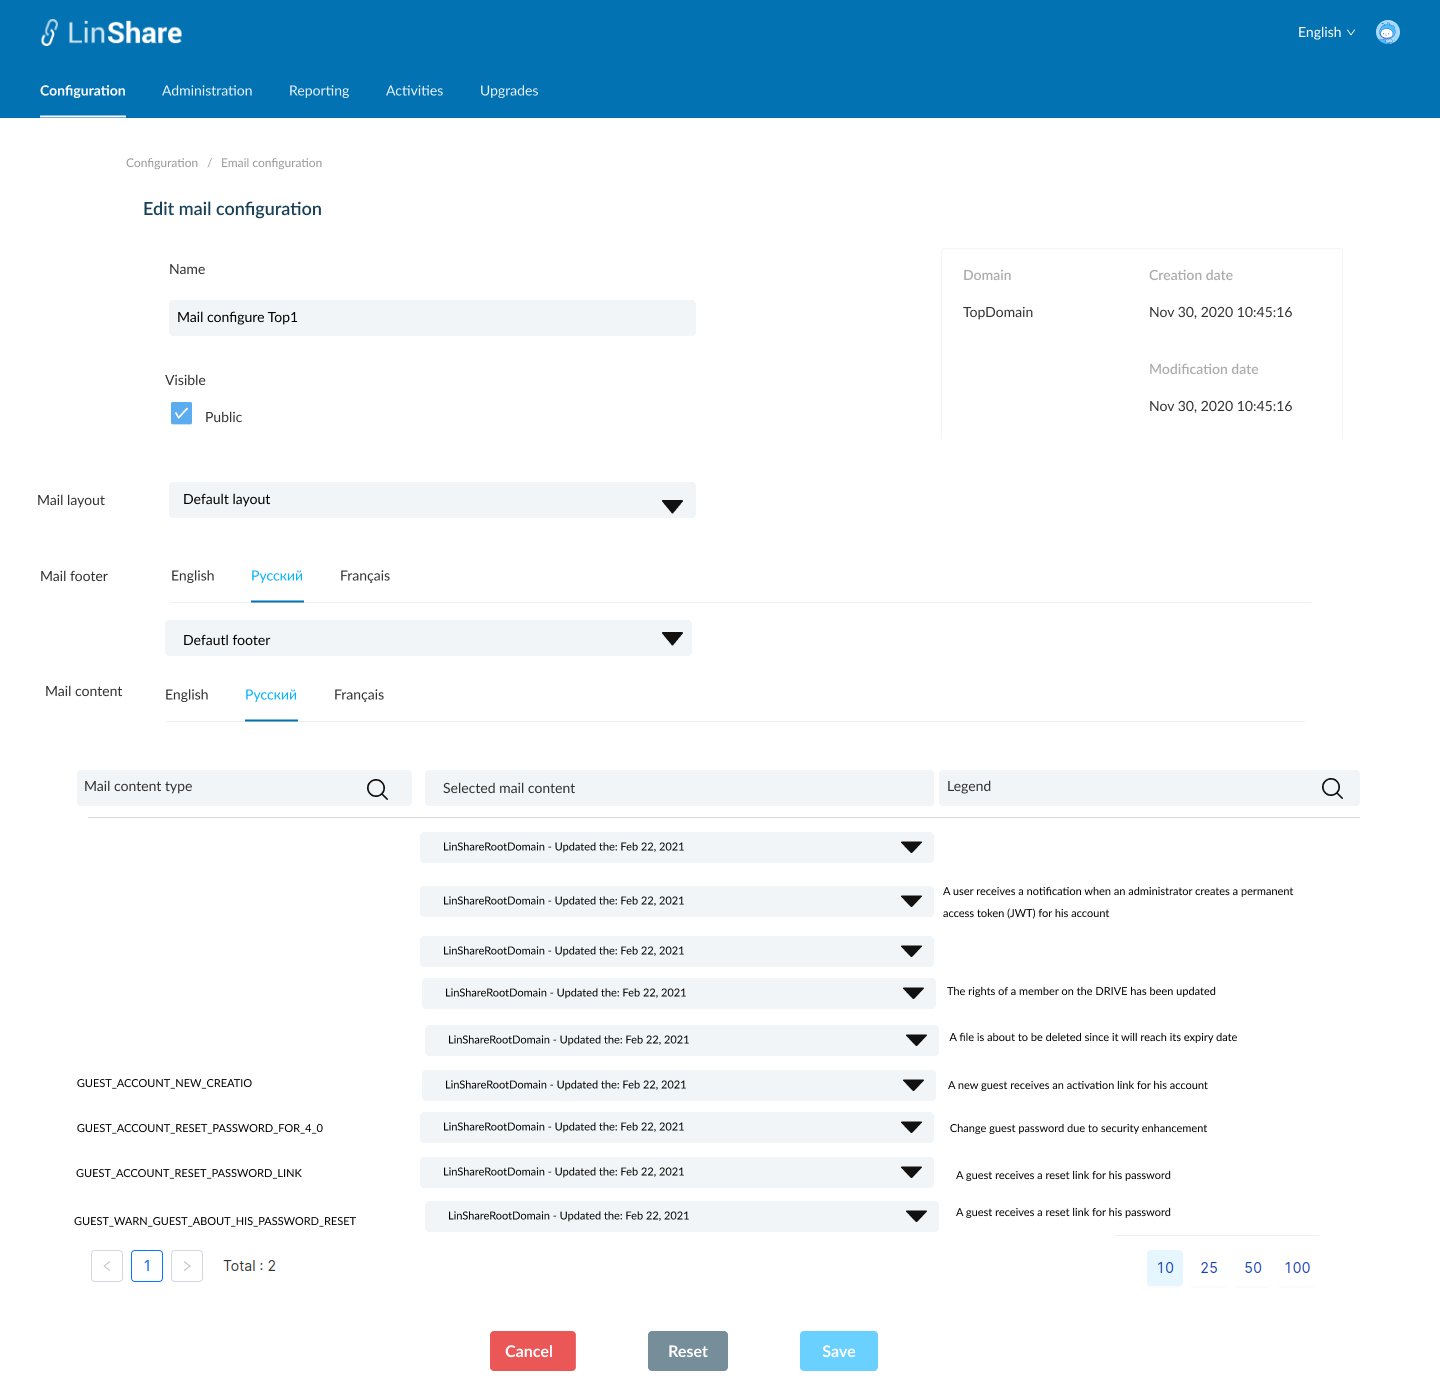 LinShare
English
Configuration Administration Reporting Activities Upgrades
Configuration / Email configuration
Edit mail configuration
Name
Mail configure Top1
Visible
Public
Domain Creation date
TopDomain Nov 30, 2020 10:45:16
Modification date
Nov 30, 2020 10:45:16
Mail layout Default layout
Mail footer English Русский Français
Defautl footer
Mail content English Русский Français
Mail content type Selected mail content Legend
LinShareRootDomain - Updated the: Feb 22, 2021
LinShareRootDomain - Updated the: Feb 22, 2021 A user receives a notification when an administrator creates a permanent
access token (JWT) for his account
LinShareRootDomain - Updated the: Feb 22, 2021
LinShareRootDomain - Updated the: Feb 22, 2021 The rights of a member on the DRIVE has been updated
LinShareRootDomain - Updated the: Feb 22, 2021 A file is about to be deleted since it will reach its expiry date
GUEST_ACCOUNT_NEW_CREATIO LinShareRootDomain - Updated the: Feb 22, 2021 A new guest receives an activation link for his account
GUEST_ACCOUNT_RESET_PASSWORD_FOR_4_0 LinShareRootDomain - Updated the: Feb 22, 2021 Change guest password due to security enhancement
GUEST_ACCOUNT_RESET_PASSWORD_LINK LinShareRootDomain - Updated the: Feb 22, 2021 A guest receives a reset link for his password
GUEST_WARN_GUEST_ABOUT_HIS_PASSWORD_RESET LinShareRootDomain - Updated the: Feb 22, 2021 A guest receives a reset link for his password
< 1 > Total : 2 10 25 50 100
Cancel Reset Save